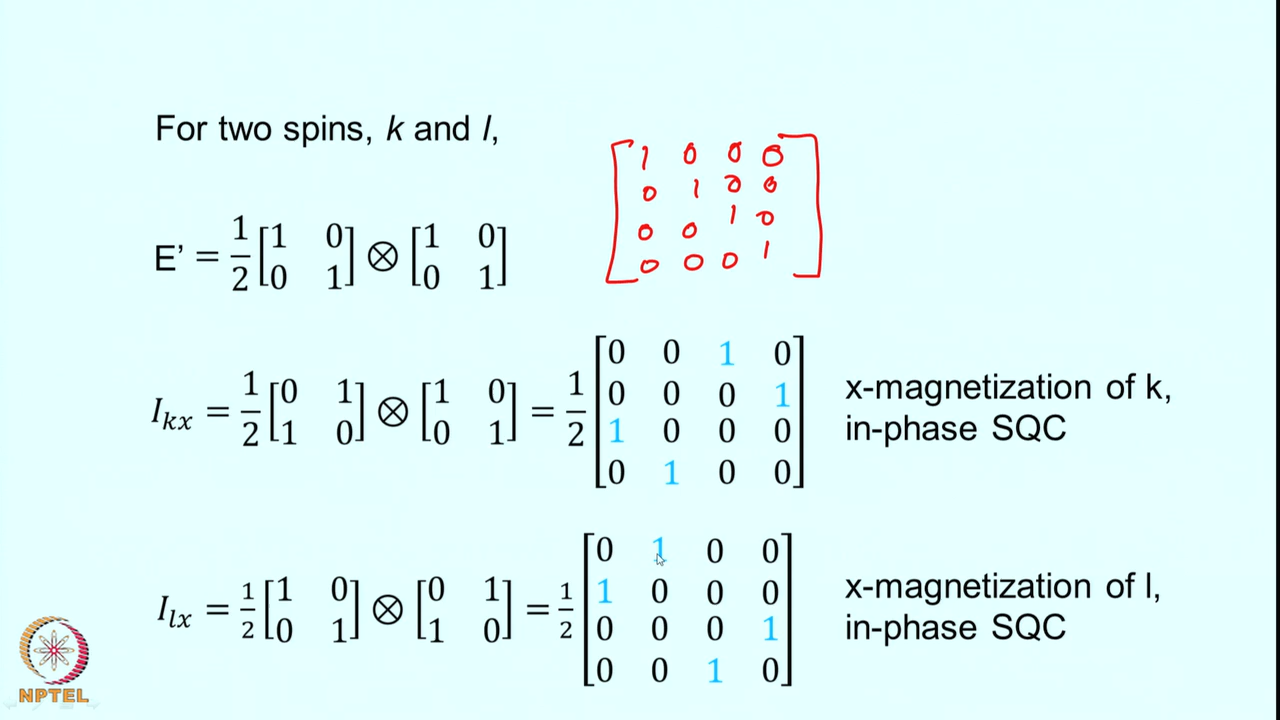 For two spins, k and l,
1 0 0 0
0 1 0 0
0 0 1 0
0 0 0 1
E’ = 1/2 [1 0; 0 1] ⊗ [1 0; 0 1]
I_kx = 1/2 [0 1; 1 0] ⊗ [1 0; 0 1] = 1/2 [0 0 1 0; 0 0 0 1; 1 0 0 0; 0 1 0 0]
x-magnetization of k,
in-phase SQC
I_lx = 1/2 [1 0; 0 1] ⊗ [0 1; 1 0] = 1/2 [0 1 0 0; 1 0 0 0; 0 0 0 1; 0 0 1 0]
x-magnetization of l,
in-phase SQC
NPTEL